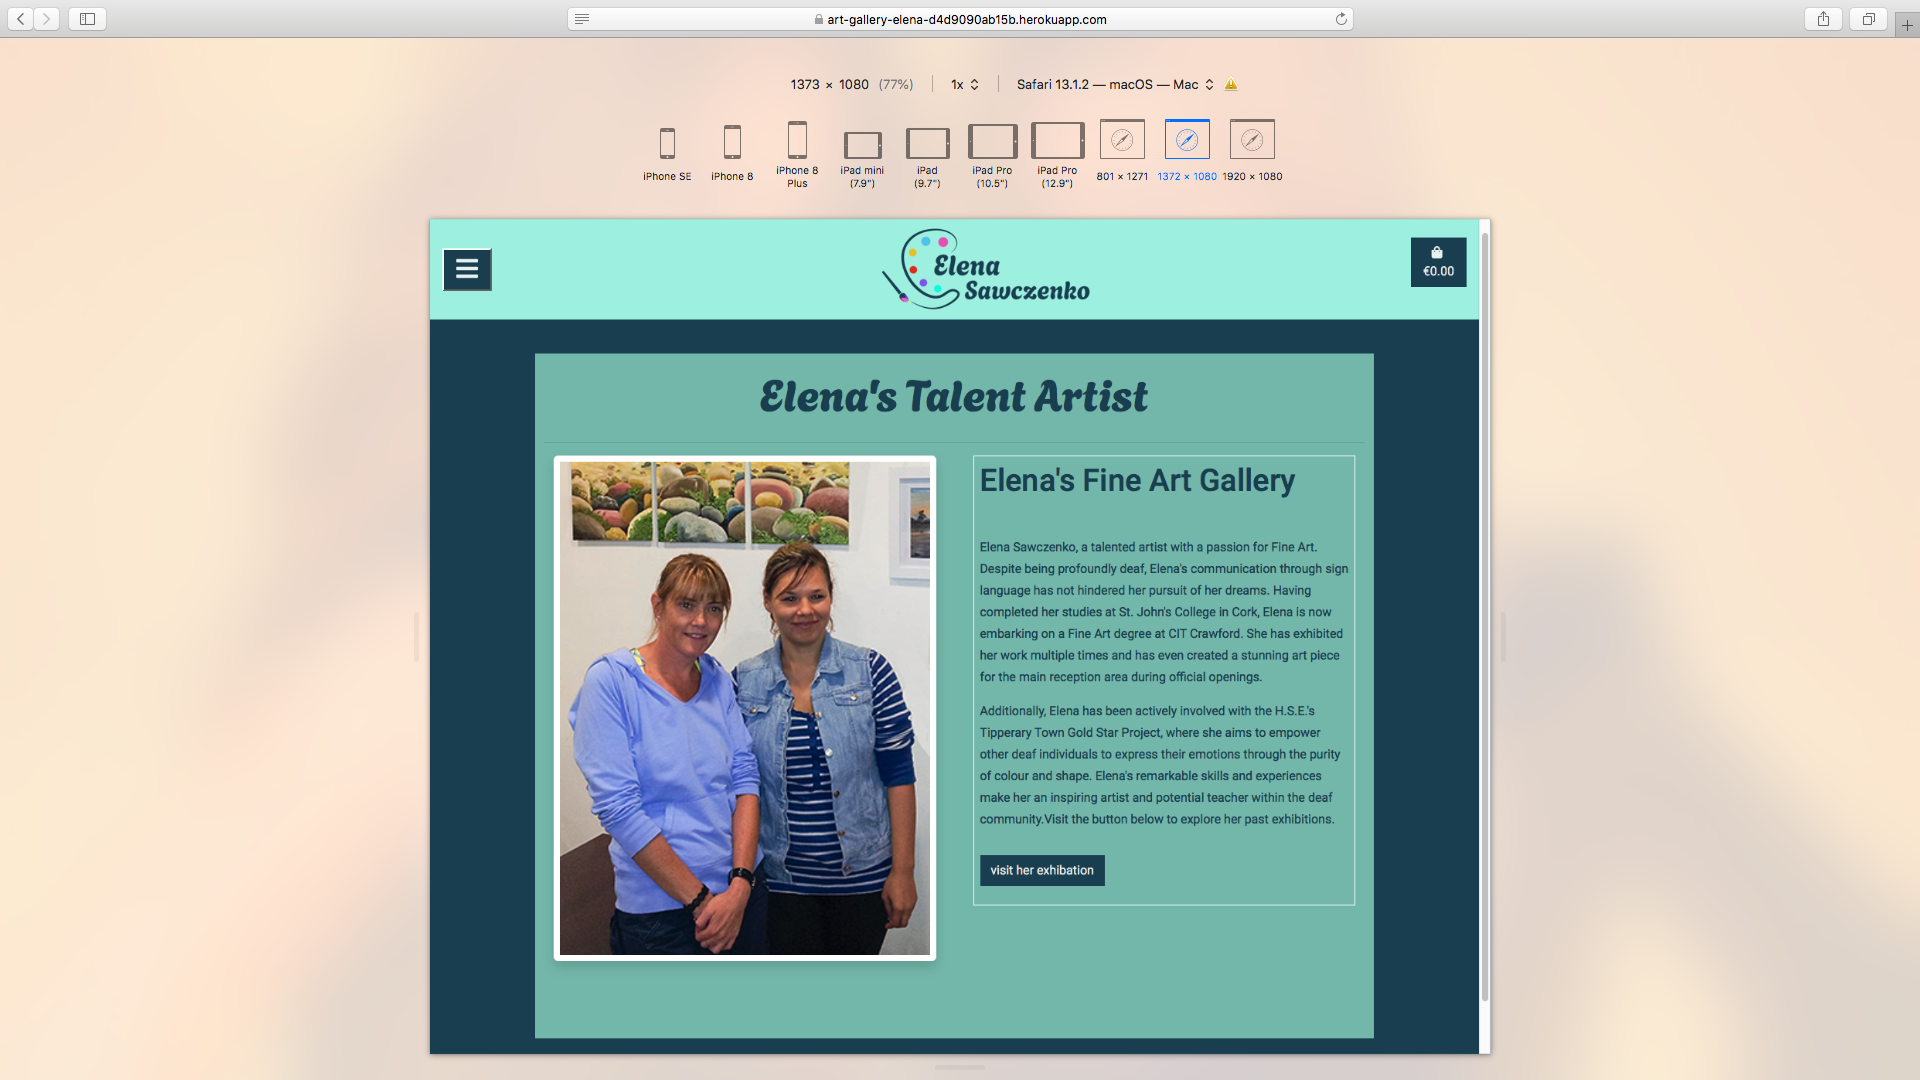 art-gallery-elena-d4d9090ab15b.herokuapp.com
1373 × 1080 (77%) 1x Safari 13.1.2 — macOS — Mac
iPhone SE
iPhone 8
iPhone 8
Plus
iPad mini
(7.9")
iPad
(9.7")
iPad Pro
(10.5")
iPad Pro
(12.9")
801 × 1271
1372 × 1080
1920 × 1080
Elena
Sawczenko
€0.00
Elena's Talent Artist
Elena's Fine Art Gallery
Elena Sawczenko, a talented artist with a passion for Fine Art.
Despite being profoundly deaf, Elena's communication through sign
language has not hindered her pursuit of her dreams. Having
completed her studies at St. John's College in Cork, Elena is now
embarking on a Fine Art degree at CIT Crawford. She has exhibited
her work multiple times and has even created a stunning art piece
for the main reception area during official openings.
Additionally, Elena has been actively involved with the H.S.E.'s
Tipperary Town Gold Star Project, where she aims to empower
other deaf individuals to express their emotions through the purity
of colour and shape. Elena's remarkable skills and experiences
make her an inspiring artist and potential teacher within the deaf
community.Visit the button below to explore her past exhibitions.
visit her exhibation